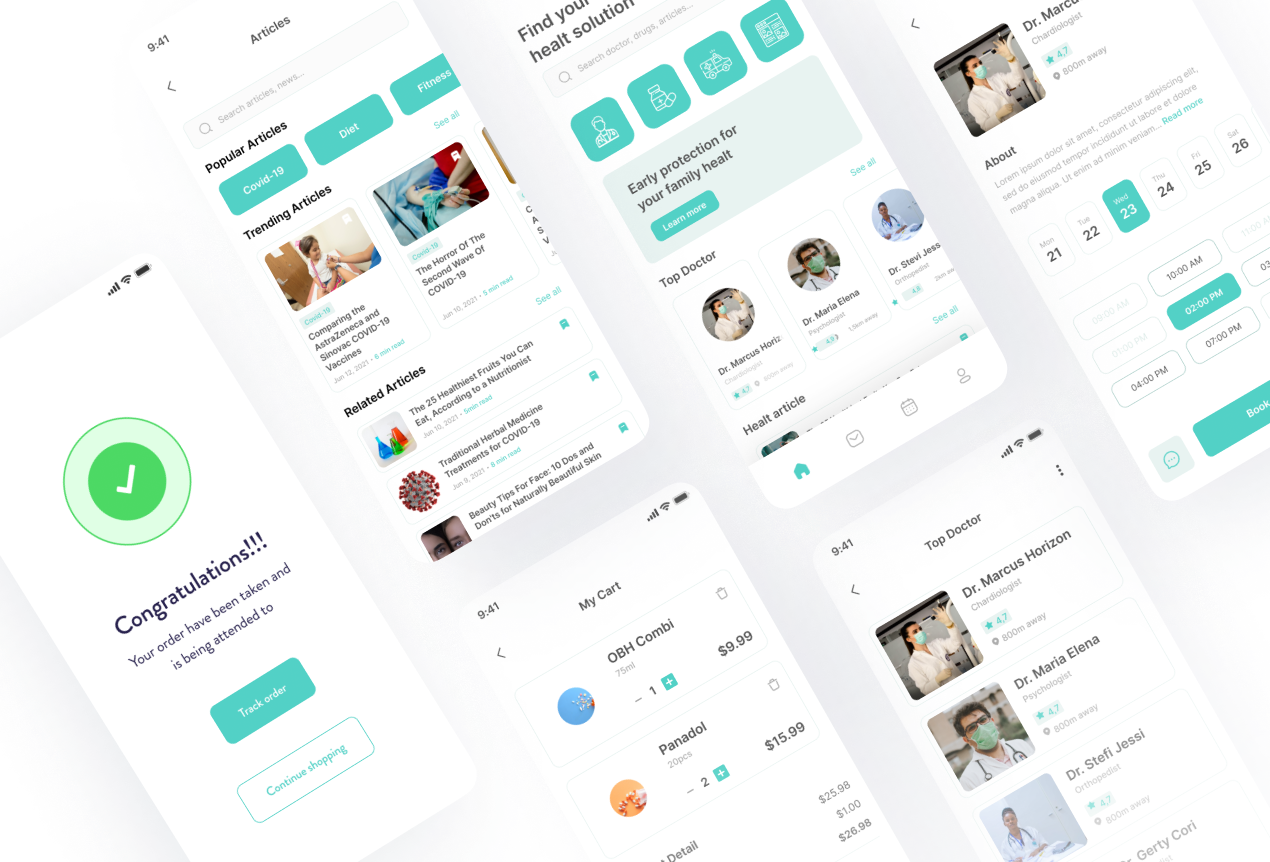 9:41
Articles
Search articles, news...
Popular Articles
Covid-19
Diet
Fitness
Trending Articles
See all
Covid-19
Comparing the
AstraZeneca and
Sinovac COVID-19
Vaccines
Jun 12, 2021 • 6 min read
Covid-19
The Horror Of The
Second Wave Of
COVID-19
Jun 10, 2021 • 5 min read
Related Articles
See all
The 25 Healthiest Fruits You Can
Eat, According to a Nutritionist
Jun 10, 2021 • 5min read
Traditional Herbal Medicine
Treatments for COVID-19
Jun 9, 2021 • 6 min read
Beauty Tips For Face: 10 Dos and
Don'ts for Naturally Beautiful Skin
Find your
healt solution
Search doctor, drugs, articles...
Early protection for
your family healt
Learn more
Top Doctor
See all
Dr. Marcus Horiz
Chardiologist
4,7
800m away
Dr. Maria Elena
Psychologist
4,9
1,5km away
Dr. Stevi Jess
Orthopedist
4,8
2km aw
Healt article
See all
Dr. Marcu
Chardiologist
4,7
800m away
About
Lorem ipsum dolor sit amet, consectetur adipiscing elit,
sed do eiusmod tempor incididunt ut labore et dolore
magna aliqua. Ut enim ad minim veniam... Read more
Mon
21
Tue
22
Wed
23
Thu
24
Fri
25
Sat
26
09:00 AM
10:00 AM
11:00 AM
01:00 PM
02:00 PM
03:
04:00 PM
07:00 PM
Book
Congratulations!!!
Your order have been taken and
is being attended to
Track order
Continue shopping
9:41
My Cart
OBH Combi
75ml
1
$9.99
Panadol
20pcs
2
$15.99
Detail
$25.98
$1.00
$26.98
9:41
Top Doctor
Dr. Marcus Horizon
Chardiologist
4,7
800m away
Dr. Maria Elena
Psychologist
4,7
800m away
Dr. Stefi Jessi
Orthopedist
4,7
800m away
Dr. Gerty Cori